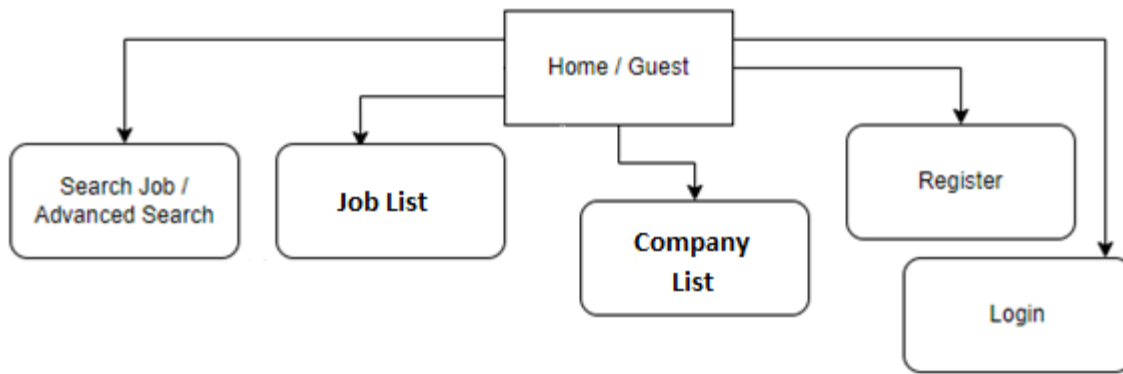 Home / Guest
Search Job /
Advanced Search
Job List
Company
List
Register
Login